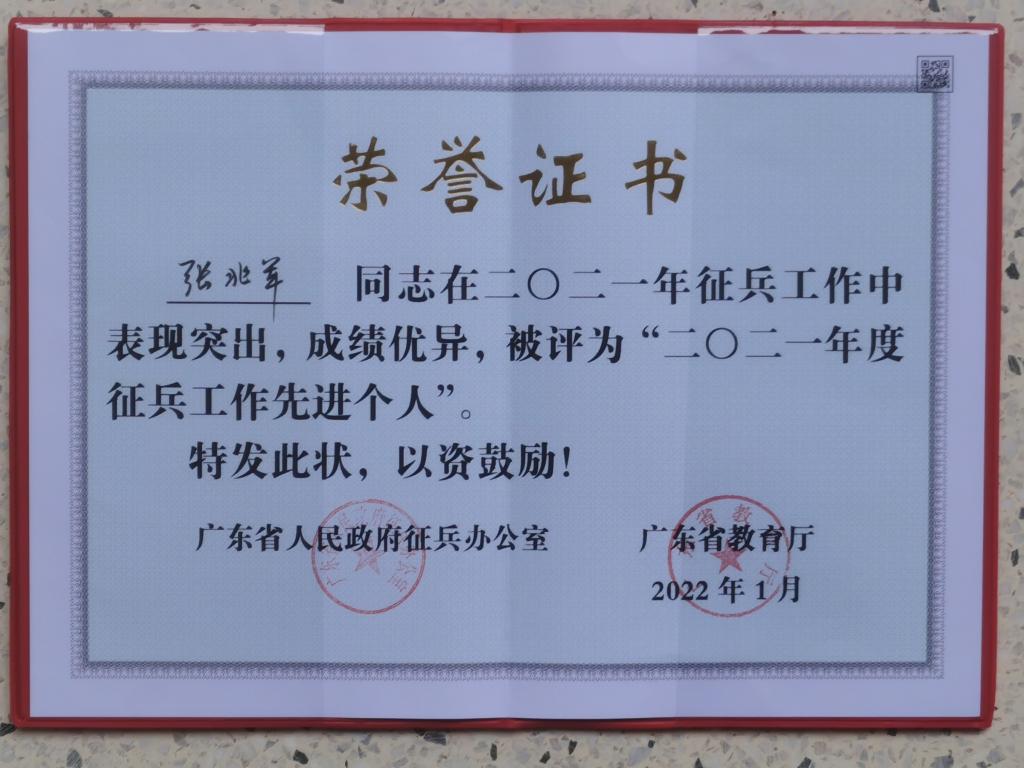 荣誉证书
张兆军 同志在二〇二一年征兵工作中
表现突出，成绩优异，被评为“二〇二一年度
征兵工作先进个人”。
特发此状，以资鼓励！
广东省人民政府征兵办公室 广东省教育厅
2022年1月